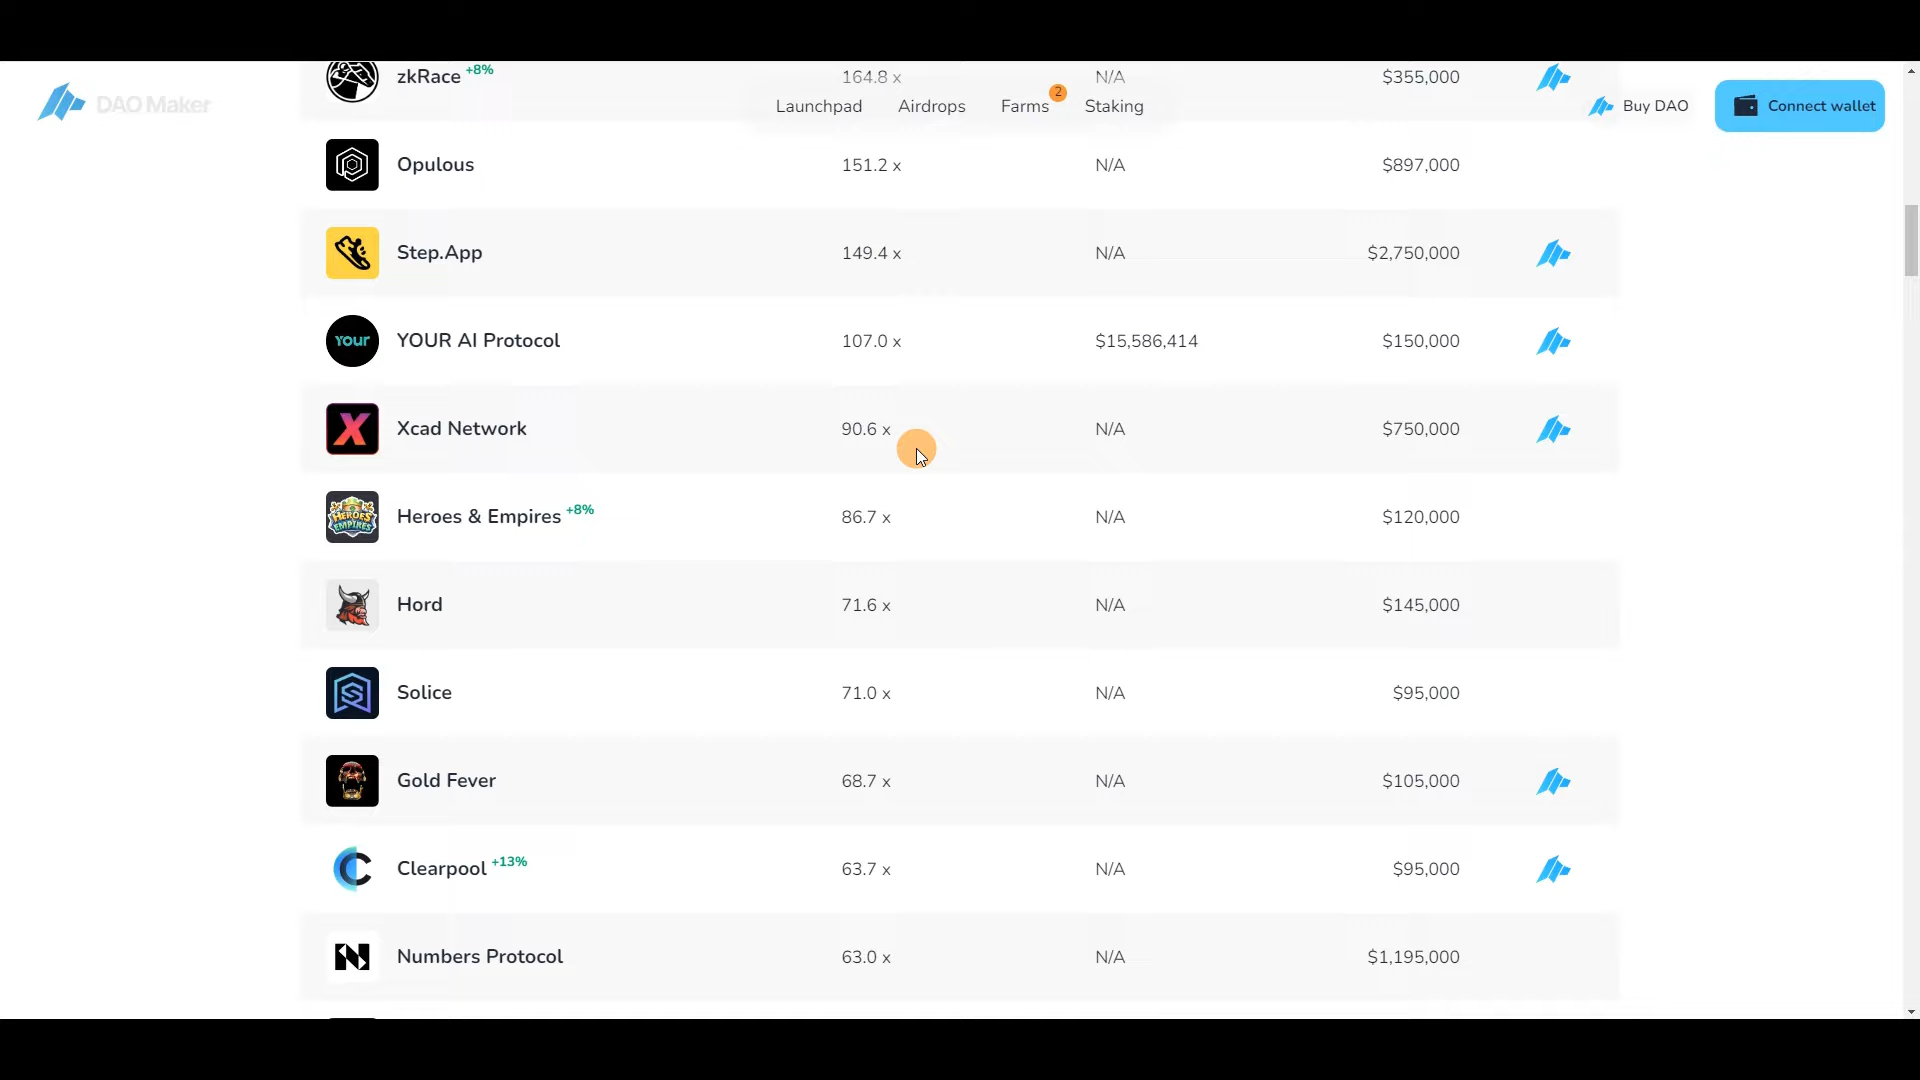 zkRace +8% 164.8 x N/A $355,000
DAO Maker Launchpad Airdrops Farms 2 Staking Buy DAO Connect wallet
Opulous 151.2 x N/A $897,000
Step.App 149.4 x N/A $2,750,000
YOUR YOUR AI Protocol 107.0 x $15,586,414 $150,000
X Xcad Network 90.6 x N/A $750,000
HEROES EMPIRES Heroes & Empires +8% 86.7 x N/A $120,000
Hord 71.6 x N/A $145,000
Solice 71.0 x N/A $95,000
Gold Fever 68.7 x N/A $105,000
Clearpool +13% 63.7 x N/A $95,000
Numbers Protocol 63.0 x N/A $1,195,000